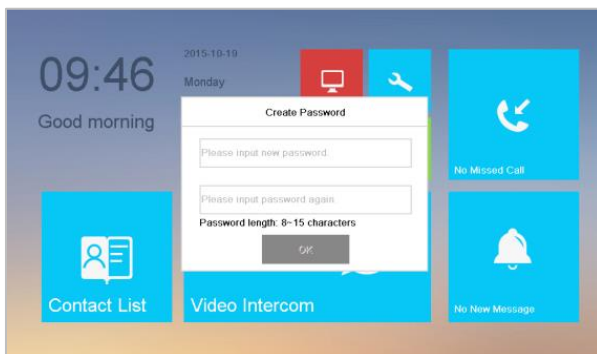 09:46
Good morning
2015-10-19
Monday
Create Password
Please input new password.
Please input password again.
Password length: 8~15 characters
OK
No Missed Call
Contact List
Video Intercom
No New Message